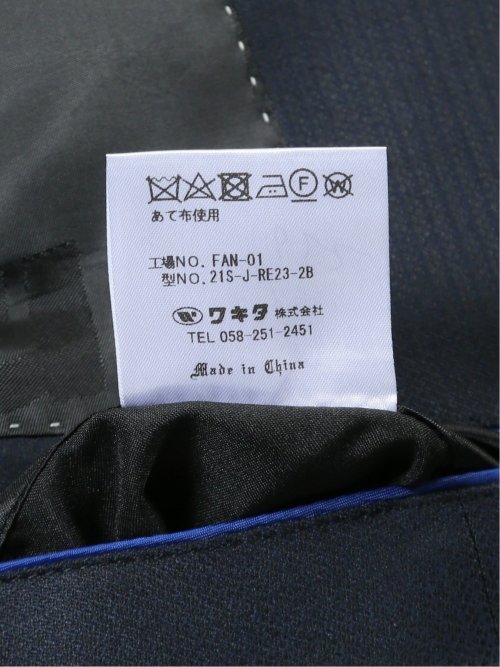 F W
あて布使用
工場NO. FAN-01
型NO. 21S-J-RE23-2B
W ワキタ 株式会社
TEL 058-251-2451
Made in China